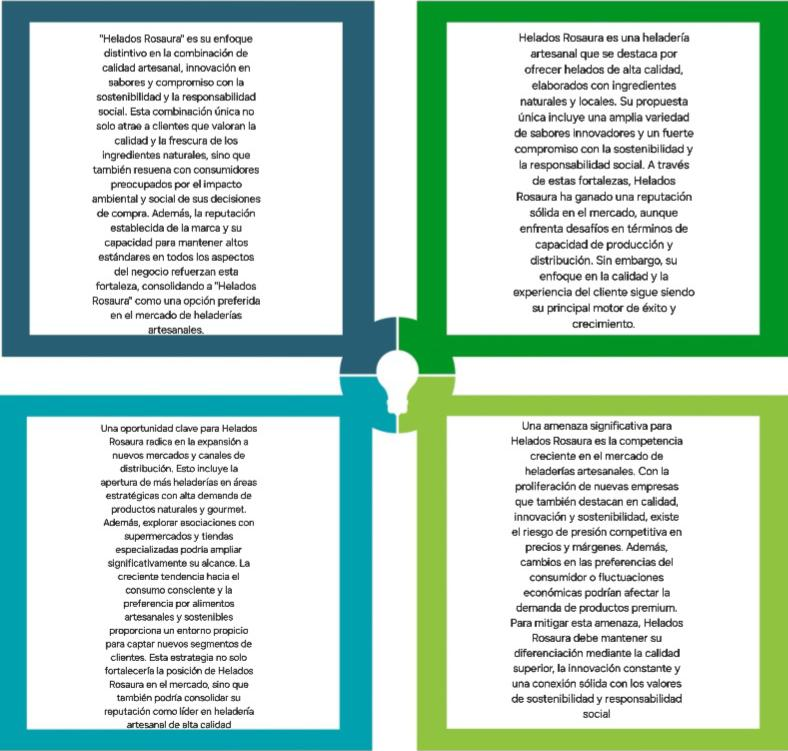 "Helados Rosaura" es su enfoque
distintivo en la combinación de
calidad artesanal, innovación en
sabores y compromiso con la
sostenibilidad y la responsabilidad
social. Esta combinación única no
solo atrae a clientes que valoran la
calidad y la frescura de los
ingredientes naturales, sino que
también resuena con consumidores
preocupados por el impacto
ambiental y social de sus decisiones
de compra. Además, la reputación
establecida de la marca y su
capacidad para mantener altos
estándares en todos los aspectos
del negocio refuerzan esta
fortaleza, consolidando a "Helados
Rosaura" como una opción preferida
en el mercado de heladerías
artesanales.
Helados Rosaura es una heladería
artesanal que se destaca por
ofrecer helados de alta calidad,
elaborados con ingredientes
naturales y locales. Su propuesta
única incluye una amplia variedad
de sabores innovadores y un fuerte
compromiso con la sostenibilidad y
la responsabilidad social. A través
de estas fortalezas, Helados
Rosaura ha ganado una reputación
sólida en el mercado, aunque
enfrenta desafíos en términos de
capacidad de producción y
distribución. Sin embargo, su
enfoque en la calidad y la
experiencia del cliente sigue siendo
su principal motor de éxito y
crecimiento.
Una oportunidad clave para Helados
Rosaura radica en la expansión a
nuevos mercados y canales de
distribución. Esto incluye la
apertura de más heladerías en áreas
estratégicas con alta demanda de
productos naturales y gourmet.
Además, explorar asociaciones con
supermercados y tiendas
especializadas podría ampliar
significativamente su alcance. La
creciente tendencia hacia el
consumo consciente y la
preferencia por alimentos
artesanales y sostenibles
proporciona un entorno propicio
para captar nuevos segmentos de
clientes. Esta estrategia no solo
fortalecería la posición de Helados
Rosaura en el mercado, sino que
también podría consolidar su
reputación como líder en heladería
artesanal de alta calidad
Una amenaza significativa para
Helados Rosaura es la competencia
creciente en el mercado de
heladerías artesanales. Con la
proliferación de nuevas empresas
que también destacan en calidad,
innovación y sostenibilidad, existe
el riesgo de presión competitiva en
precios y márgenes. Además,
cambios en las preferencias del
consumidor o fluctuaciones
económicas podrían afectar la
demanda de productos premium.
Para mitigar esta amenaza, Helados
Rosaura debe mantener su
diferenciación mediante la calidad
superior, la innovación constante y
una conexión sólida con los valores
de sostenibilidad y responsabilidad
social